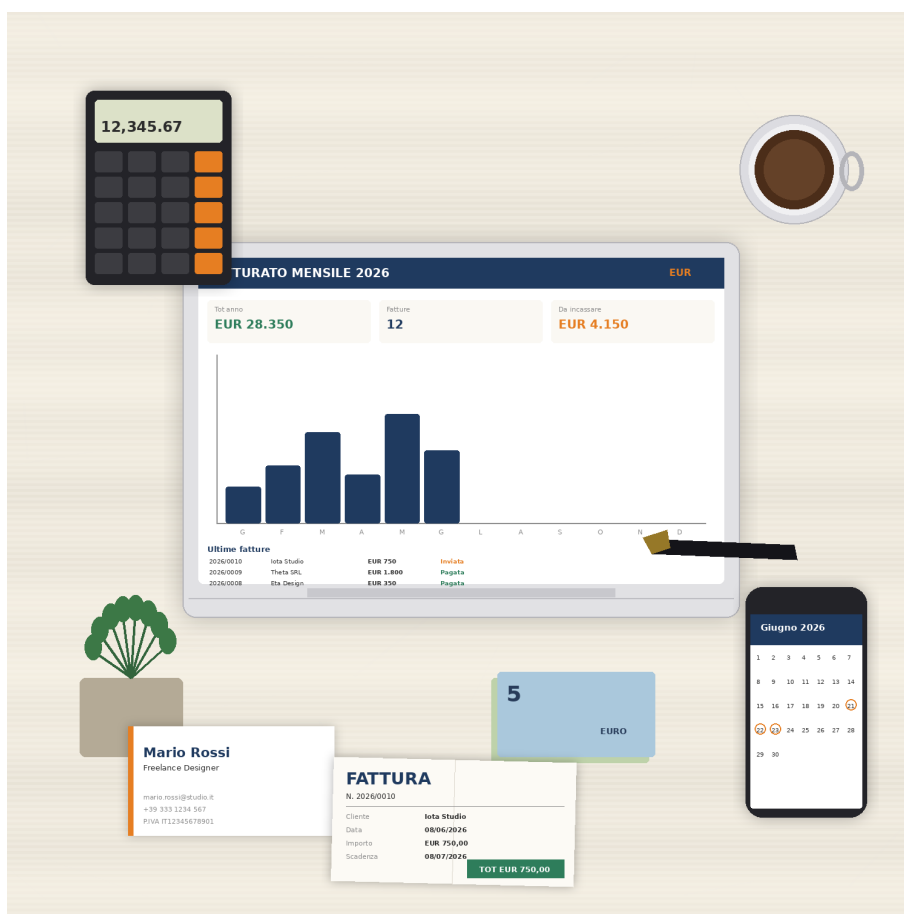 12,345.67
TURATO MENSILE 2026
EUR
Tot anno
EUR 28.350
Fatture
12
Da incassare
EUR 4.150
G F M A M G L A S O N D
Ultime fatture
2026/0010 Iota Studio EUR 750 Inviata
2026/0009 Theta SRL EUR 1.800 Pagata
2026/0008 Eta Design EUR 350 Pagata
Giugno 2026
1 2 3 4 5 6 7
8 9 10 11 12 13 14
15 16 17 18 19 20 21
22 23 24 25 26 27 28
29 30
5
EURO
Mario Rossi
Freelance Designer
mario.rossi@studio.it
+39 333 1234 567
P.IVA IT12345678901
FATTURA
N. 2026/0010
Cliente Iota Studio
Data 08/06/2026
Importo EUR 750,00
Scadenza 08/07/2026
TOT EUR 750,00